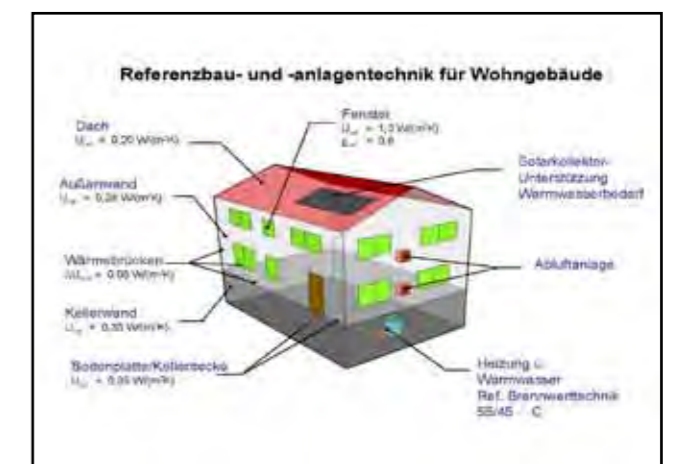 Referenzbau- und -anlagentechnik für Wohngebäude
Fenster
= 1,3 W/(m²K)
= 0,6
Dach
= 0,20 W/(m²K)
Solarkollektor-
Unterstützung
Warmwasserbedarf
Außenwand
= 0,28 W/(m²K)
Wärmebrücken
= 0,05 W/(m²K)
Abluftanlage
Kellerwand
= 0,35 W/(m²K)
Bodenplatte/Kellerdecke
= 0,35 W/(m²K)
Heizung u.
Warmwasser
Ref. Brennwerttechnik
55/45 C